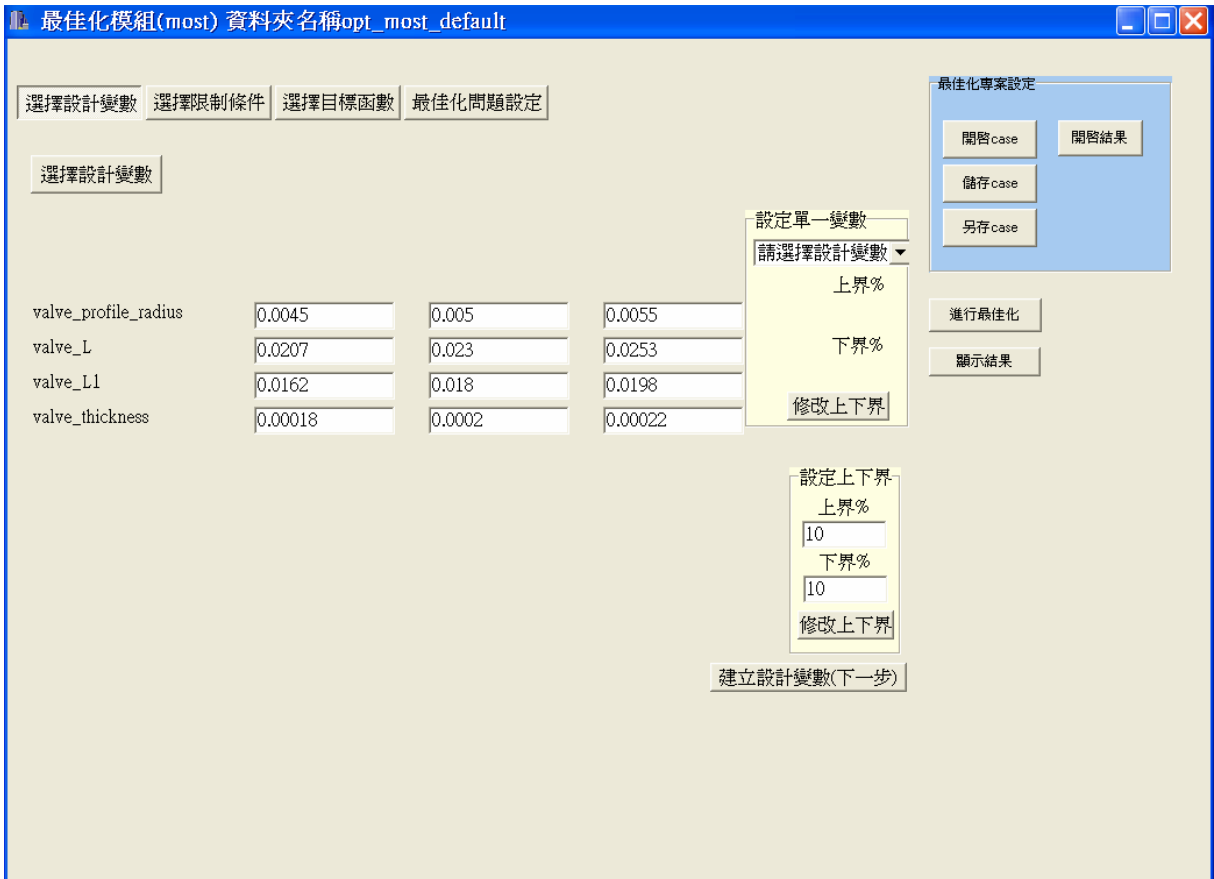 最佳化模組(most) 資料夾名稱opt_most_default
選擇設計變數 選擇限制條件 選擇目標函數 最佳化問題設定
選擇設計變數
最佳化專案設定
開啓case 開啓結果
儲存case
另存case
設定單一變數
請選擇設計變數
上界%
下界%
修改上下界
valve_profile_radius 0.0045 0.005 0.0055
valve_L 0.0207 0.023 0.0253
valve_L1 0.0162 0.018 0.0198
valve_thickness 0.00018 0.0002 0.00022
進行最佳化
顯示結果
設定上下界
上界%
10
下界%
10
修改上下界
建立設計變數(下一步)